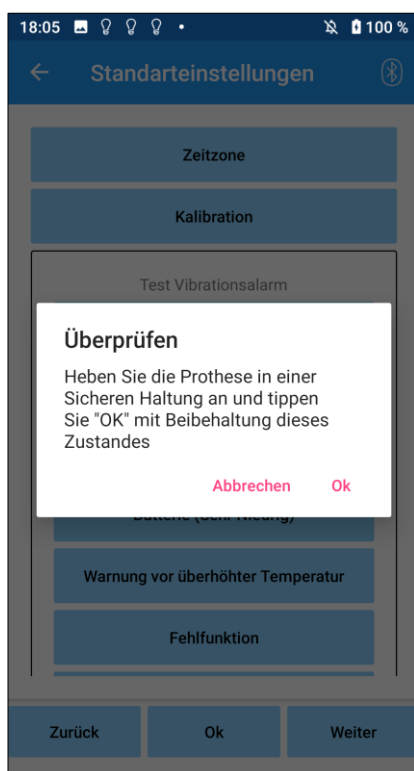 18:05 100 %
Standarteinstellungen
Zeitzone
Kalibration
Test Vibrationsalarm
Überprüfen
Heben Sie die Prothese in einer
Sicheren Haltung an und tippen
Sie "OK" mit Beibehaltung dieses
Zustandes
Abbrechen Ok
Warnung vor überhöhter Temperatur
Fehlfunktion
Zurück Ok Weiter